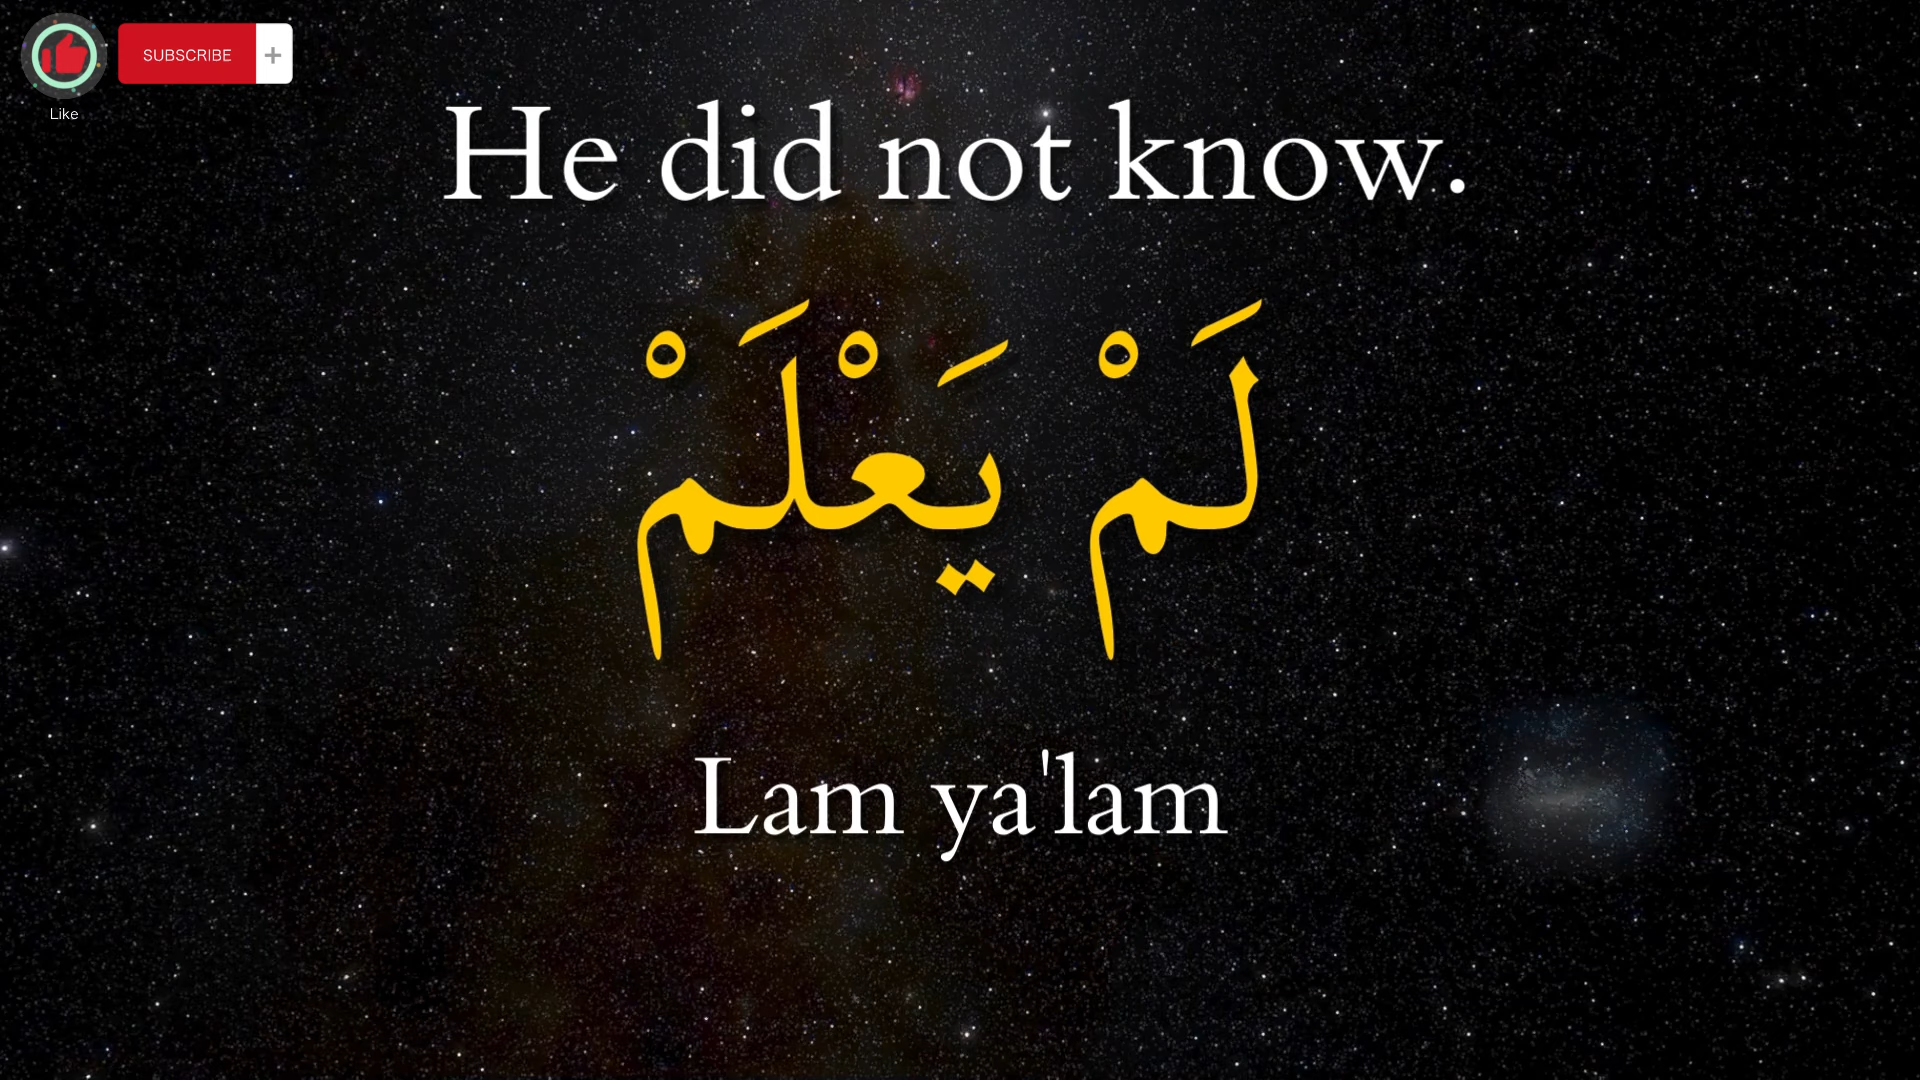 SUBSCRIBE
Like
He did not know.
لَمْ يَعْلَمْ
Lam ya'lam